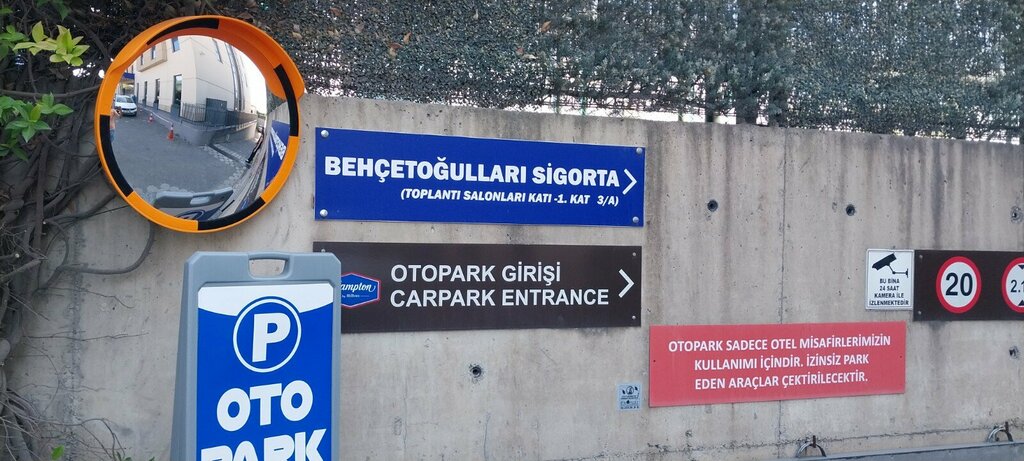 BEHÇETOĞULLARI SİGORTA
(TOPLANTI SALONLARI KATI -1. KAT 3/A)
OTOPARK GİRİŞİ
CARPARK ENTRANCE
P
OTO
PARK
BU BİNA
24 SAAT
KAMERA İLE
İZLENMEKTEDİR
20
OTOPARK SADECE OTEL MİSAFİRLERİMİZİN
KULLANIMI İÇİNDİR. İZİNSİZ PARK
EDEN ARAÇLAR ÇEKTİRİLECEKTİR.